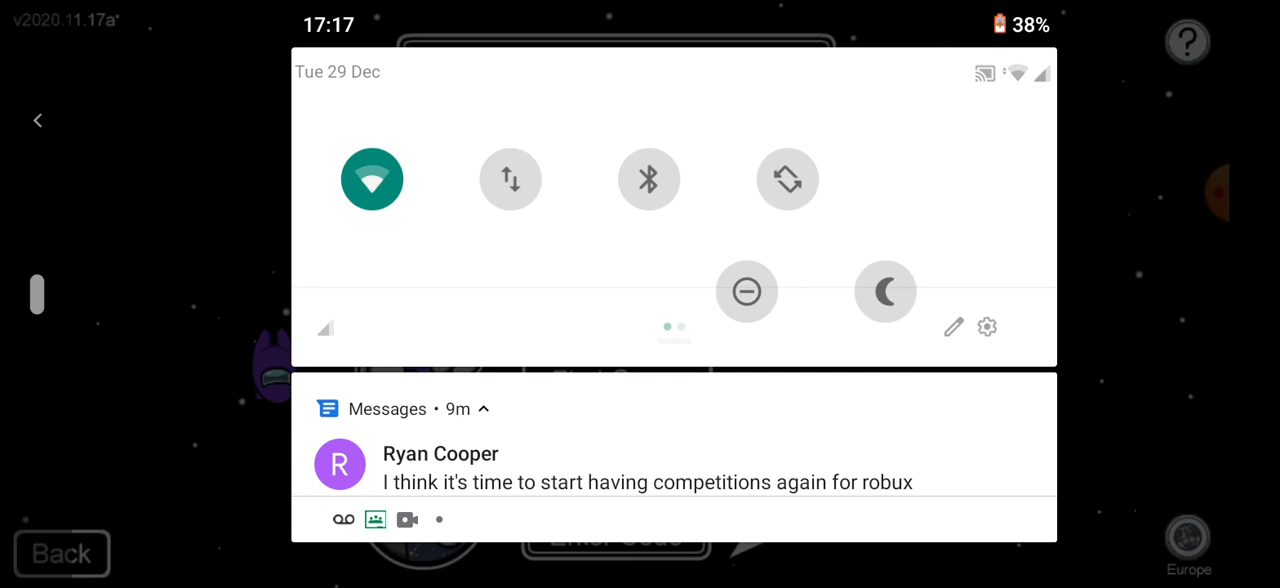 v2020.11.17a
17:17
38%
Tue 29 Dec
Messages • 9m
R
Ryan Cooper
I think it's time to start having competitions again for robux
Back
Europe
?